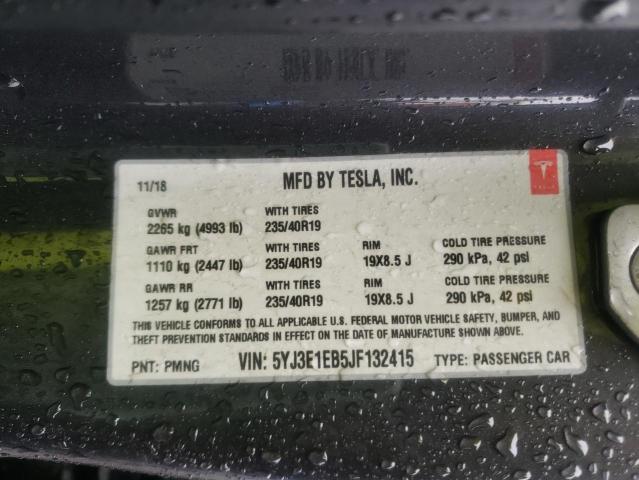 11/18 MFD BY TESLA, INC.
TESLA
GVWR WITH TIRES
2265 kg (4993 lb) 235/40R19
GAWR FRT WITH TIRES RIM COLD TIRE PRESSURE
1110 kg (2447 lb) 235/40R19 19X8.5 J 290 kPa, 42 psi
GAWR RR WITH TIRES RIM COLD TIRE PRESSURE
1257 kg (2771 lb) 235/40R19 19X8.5 J 290 kPa, 42 psi
THIS VEHICLE CONFORMS TO ALL APPLICABLE U.S. FEDERAL MOTOR VEHICLE SAFETY, BUMPER, AND
THEFT PREVENTION STANDARDS IN EFFECT ON THE DATE OF MANUFACTURE SHOWN ABOVE.
PNT: PMNG VIN: 5YJ3E1EB5JF132415 TYPE: PASSENGER CAR